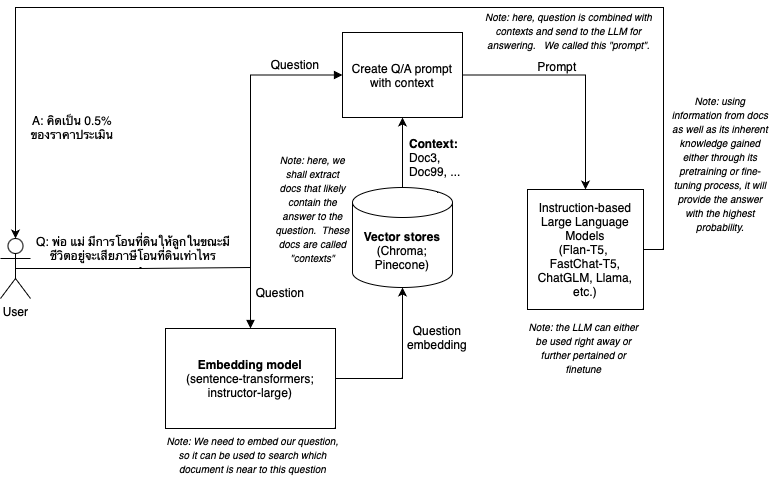 Note: here, question is combined with
contexts and send to the LLM for
answering. We called this "prompt".
Question
Create Q/A prompt
with context
Prompt
Note: using
information from docs
as well as its inherent
knowledge gained
either through its
pretraining or fine-
tuning process, it will
provide the answer
with the highest
probability.
A: คิดเป็น 0.5%
ของราคาประเมิน
Context:
Doc3,
Doc99, ...
Note: here, we
shall extract
docs that likely
contain the
answer to the
question. These
docs are called
"contexts"
Instruction-based
Large Language
Models
(Flan-T5,
FastChat-T5,
ChatGLM, Llama,
etc.)
Vector stores
(Chroma;
Pinecone)
Q: พ่อ แม่ มีการโอนที่ดินให้ลูกในขณะมี
ชีวิตอยู่จะเสียภาษีโอนที่ดินเท่าไหร
User
Question
Question
embedding
Note: the LLM can either
be used right away or
further pertained or
finetune
Embedding model
(sentence-transformers;
instructor-large)
Note: We need to embed our question,
so it can be used to search which
document is near to this question